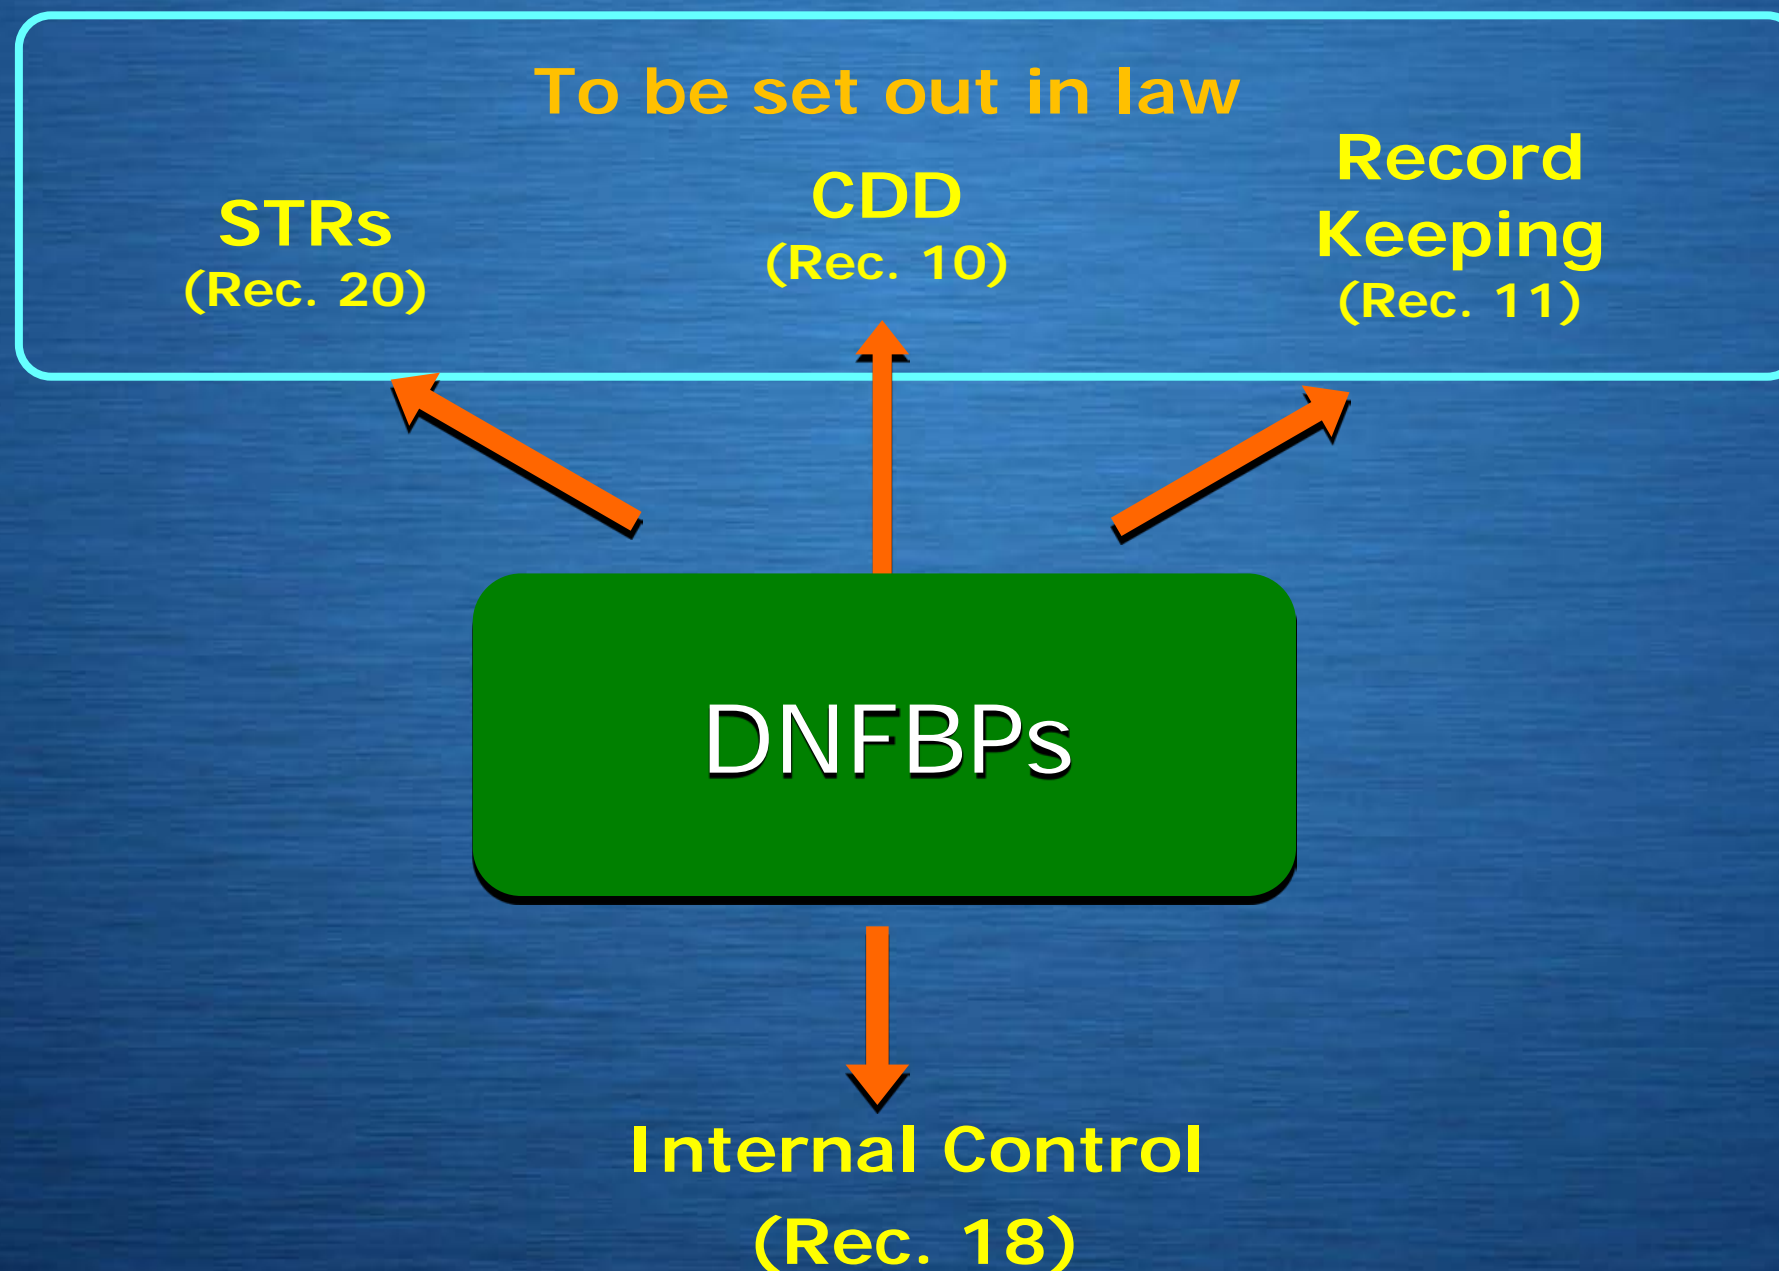 To be set out in law
STRs
(Rec. 20)
CDD
(Rec. 10)
Record
Keeping
(Rec. 11)
DNFBPs
Internal Control
(Rec. 18)